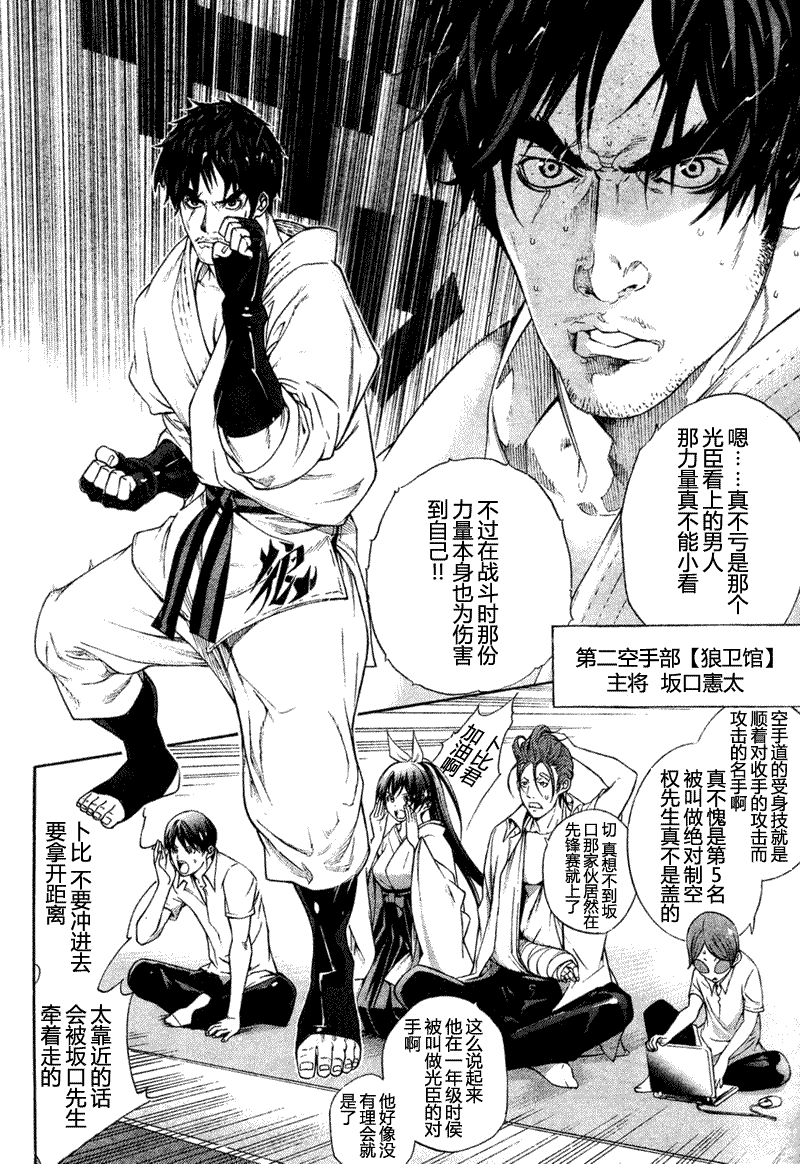 嗯……真不亏是那个
光臣看上的男人
那力量真不能小看
不过在战斗时那份
力量本身也为伤害
到自己!!
狼
第二空手部【狼卫馆】
主将 坂口憲太
空手道的受身技就是
顺着对收手的攻击而
攻击的名手啊
真不愧是第5名
被叫做绝对制空
权先生真不是盖的
卜比君
加油啊
切 真想不到坂
口那家伙居然在
先锋赛就上了
卜比 不要冲进去
要拿开距离
太靠近的话
会被坂口先生
牵着走的
这么说起来
他在一年级时候
被叫做光臣的对
手啊
他好像没
有理会就
是了